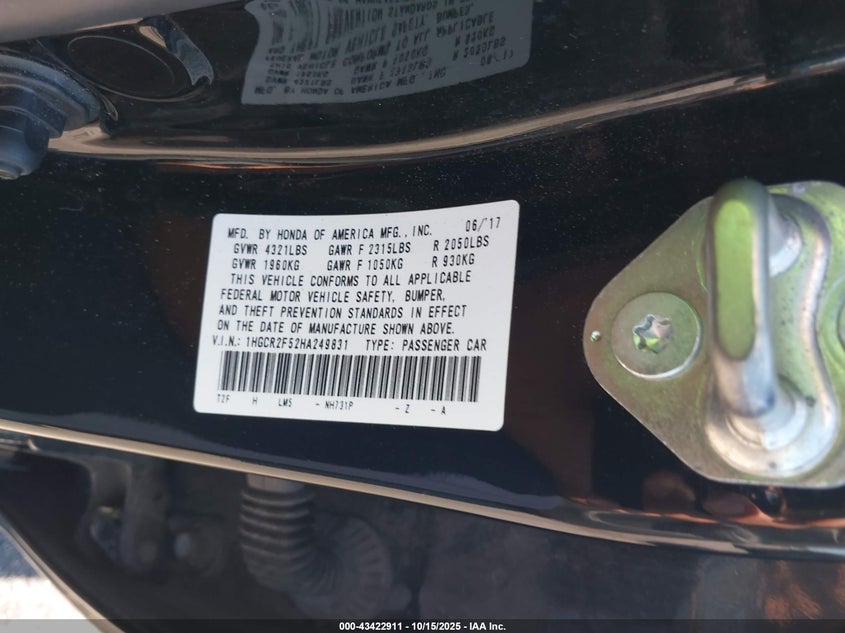 MFD. BY HONDA OF AMERICA MFG., INC. 06/'17
GVWR 4321LBS GAWR F 2315LBS R 2050LBS
GVWR 1960KG GAWR F 1050KG R 930KG
THIS VEHICLE CONFORMS TO ALL APPLICABLE
FEDERAL MOTOR VEHICLE SAFETY, BUMPER,
AND THEFT PREVENTION STANDARDS IN EFFECT
ON THE DATE OF MANUFACTURE SHOWN ABOVE.
V.I.N.: 1HGCR2F52HA249831 TYPE: PASSENGER CAR
T2F H LM5 - NH731P - Z - A
000-43422911 - 10/15/2025 - IAA Inc.